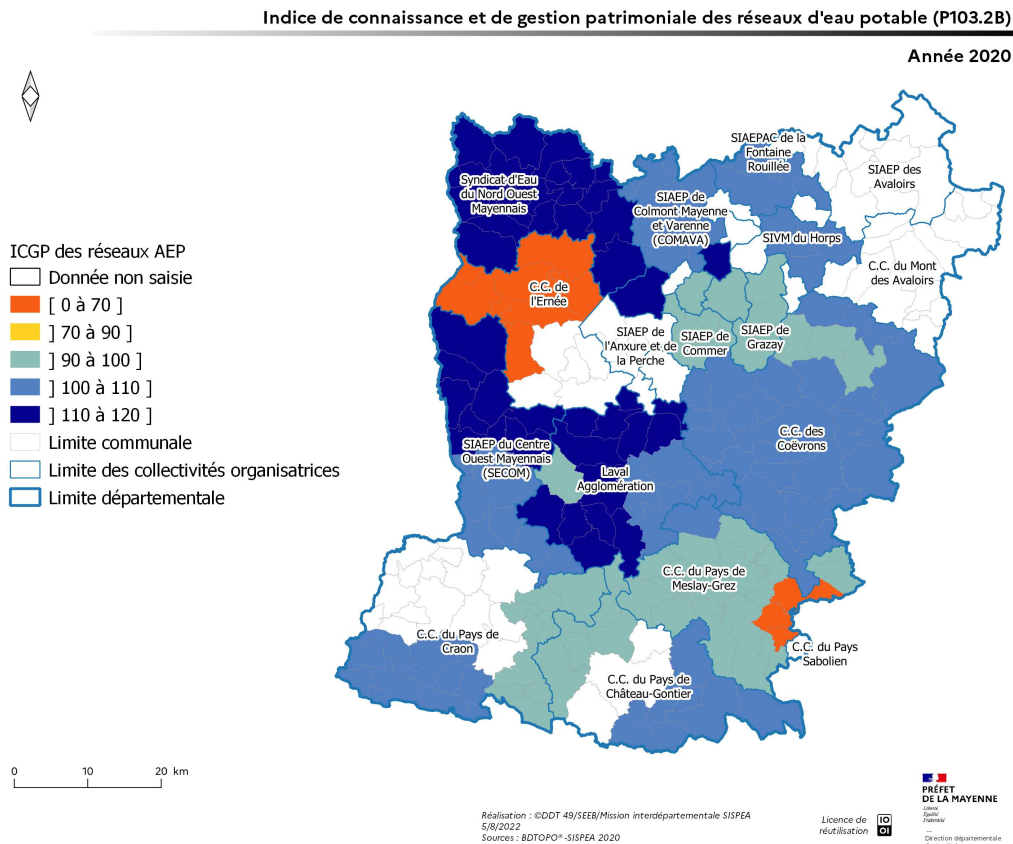 Indice de connaissance et de gestion patrimoniale des réseaux d'eau potable (P103.2B)
Année 2020
SIAEPAC de la
Fontaine
Rouillée
SIAEP des
Avaloirs
Syndicat d'Eau
du Nord Ouest
Mayennais
SIAEP de
Colmont Mayenne
et Varenne
(COMAVA)
SIVM du Horps
C.C. du Mont
des Avaloirs
ICGP des réseaux AEP
Donnée non saisie
[ 0 à 70 ]
] 70 à 90 ]
] 90 à 100 ]
] 100 à 110 ]
] 110 à 120 ]
Limite communale
Limite des collectivités organisatrices
Limite départementale
C.C. de
l'Ernée
SIAEP de
l'Anxure et de
la Perche
SIAEP de
Commer
SIAEP de
Grazay
C.C. des
Coëvrons
SIAEP du Centre
Ouest Mayennais
(SECOM)
Laval
Agglomération
C.C. du Pays de
Meslay-Grez
C.C. du Pays de
Craon
C.C. du Pays
Sabolien
C.C. du Pays de
Château-Gontier
0 10 20 km
Réalisation : ©DDT 49/SEEB/Mission interdépartementale SISPEA
5/8/2022
Sources : BDTOPO®-SISPEA 2020
Licence de
réutilisation
PRÉFET
DE LA MAYENNE
Liberté
Égalité
Fraternité
Direction départementale